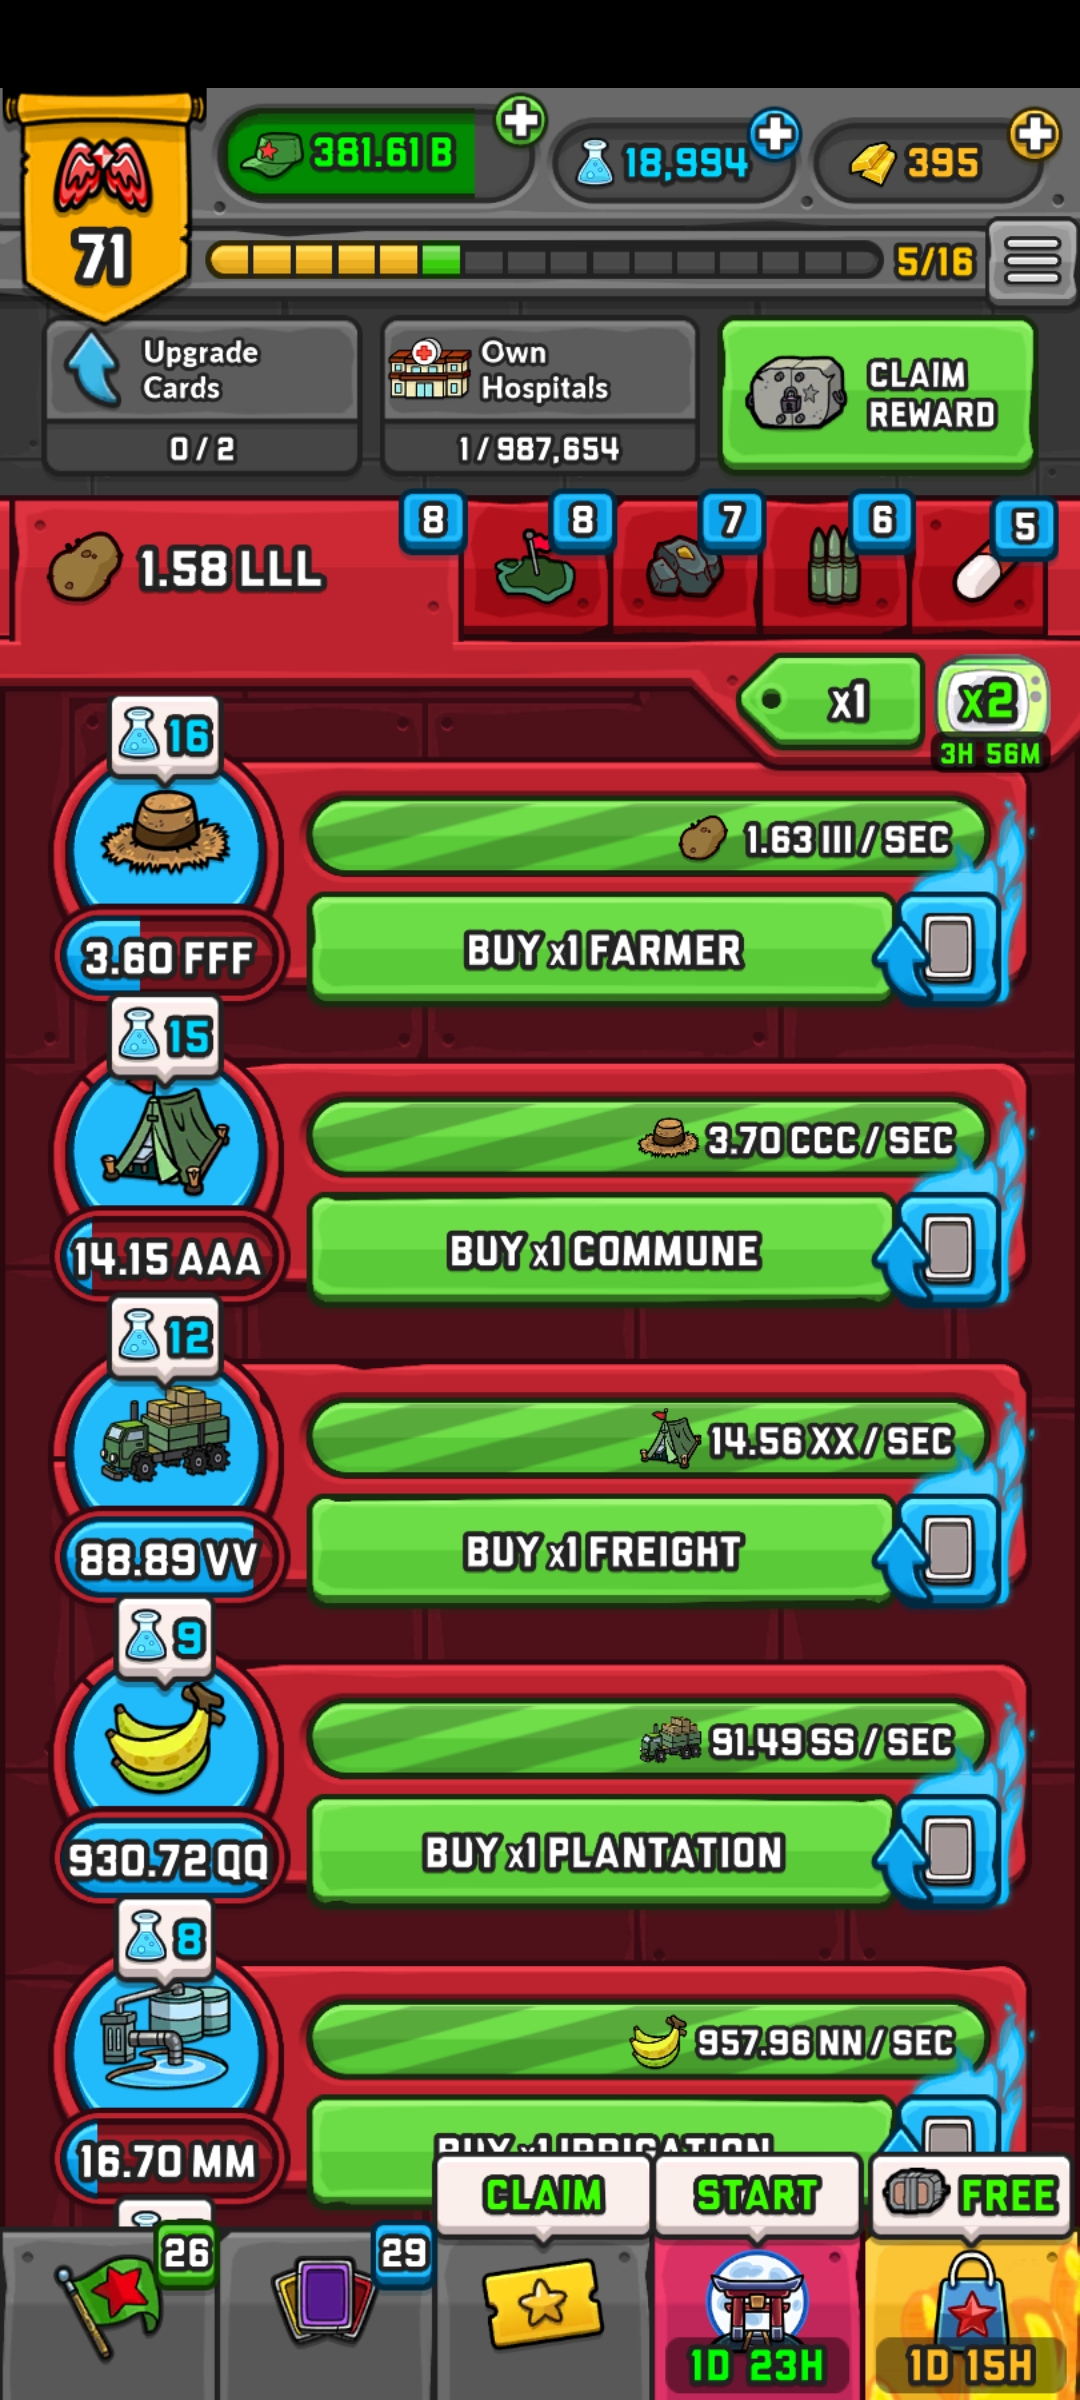 381.61 B
18,994
395
71
5/16
Upgrade
Cards
0 / 2
Own
Hospitals
1 / 987,654
CLAIM
REWARD
1.58 LLL
8
8
7
6
5
x1
x2
3H 56M
16
1.63 III / SEC
BUY x1 FARMER
3.60 FFF
15
3.70 CCC / SEC
BUY x1 COMMUNE
14.15 AAA
12
14.56 XX / SEC
BUY x1 FREIGHT
88.89 VV
9
91.49 SS / SEC
BUY x1 PLANTATION
930.72 QQ
8
957.96 NN / SEC
BUY x1 IRRIGATION
16.70 MM
CLAIM
START
FREE
26
29
1D 23H
1D 15H